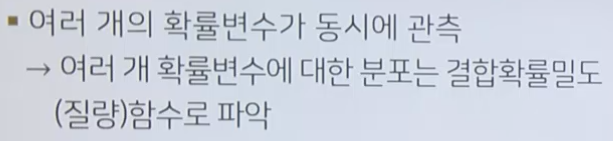 ▪ 여러 개의 확률변수가 동시에 관측
→ 여러 개 확률변수에 대한 분포는 결합확률밀도
(질량)함수로 파악